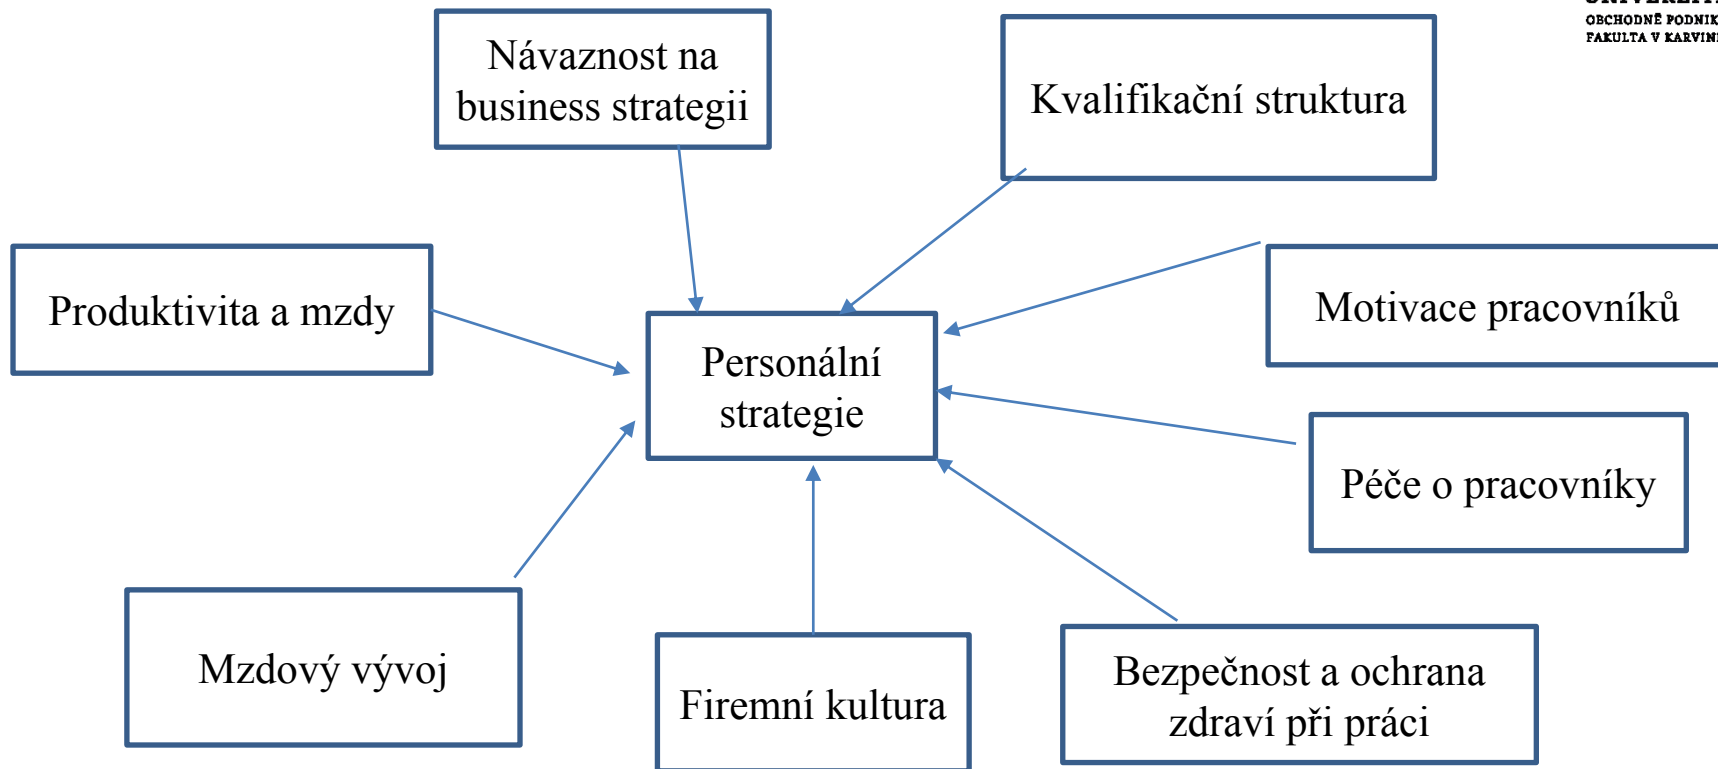 OBCHODNĚ PODNIK
FAKULTA V KARVIN
Návaznost na
business strategii
Kvalifikační struktura
Produktivita a mzdy
Motivace pracovníků
Personální
strategie
Péče o pracovníky
Mzdový vývoj
Firemní kultura
Bezpečnost a ochrana
zdraví při práci